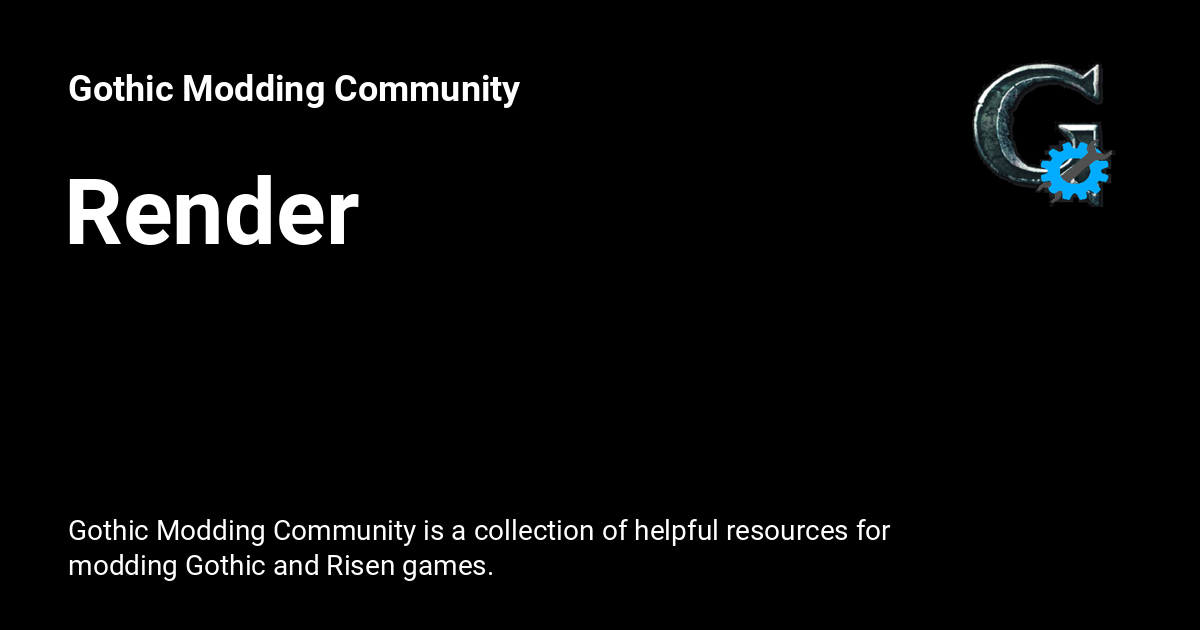 Gothic Modding Community
Render
G
Gothic Modding Community is a collection of helpful resources for
modding Gothic and Risen games.